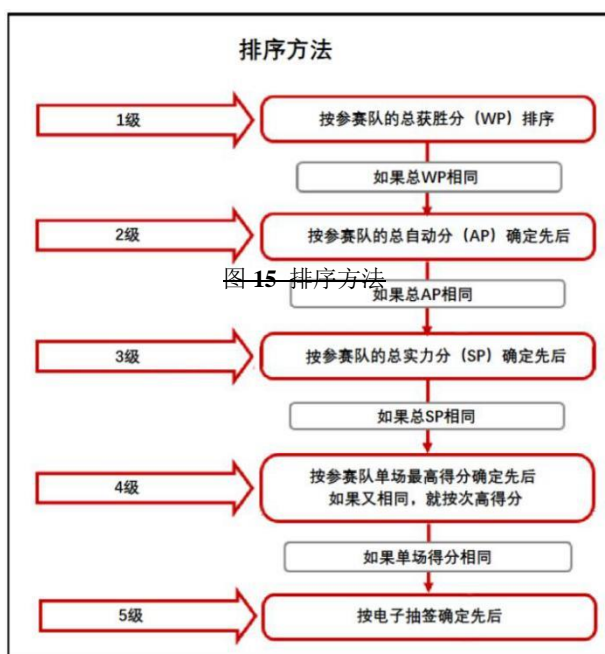 排序方法
1级
按参赛队的总获胜分（WP）排序
如果总WP相同
2级
按参赛队的总自动分（AP）确定先后
图 15 排序方法
如果总AP相同
3级
按参赛队的总实力分（SP）确定先后
如果总SP相同
4级
按参赛队单场最高得分确定先后
如果又相同，就按次高得分
如果单场得分相同
5级
按电子抽签确定先后